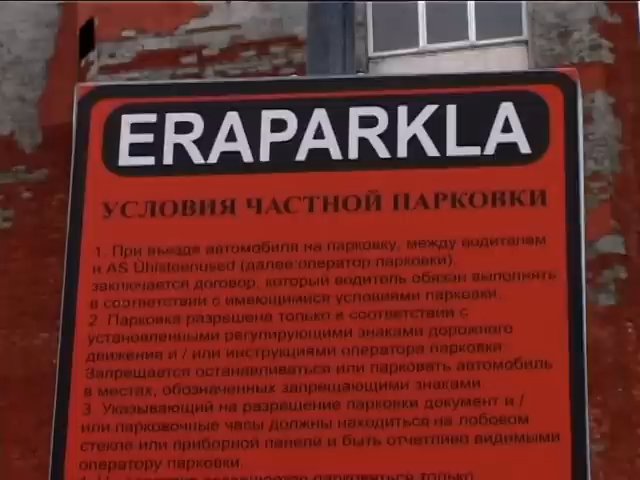 ERAPARKLA
УСЛОВИЯ ЧАСТНОЙ ПАРКОВКИ
1. При въезде автомобиля на парковку, между водителем
и AS Ühisteenused (далее:оператор парковки),
заключается договор, который водитель обязан выполнять
в соответствии с имеющимися условиями парковки.
2. Парковка разрешена только в соответствии с
установленными регулирующими знаками дорожного
движения и / или инструкциями оператора парковки.
Запрещается останавливаться или парковать автомобиль
в местах, обозначенных запрещающими знаками.
3. Указывающий на разрешение парковки документ и /
или парковочные часы должны находиться на лобовом
стекле или приборной панели и быть отчетливо видимыми
оператору парковки.
парковаться только